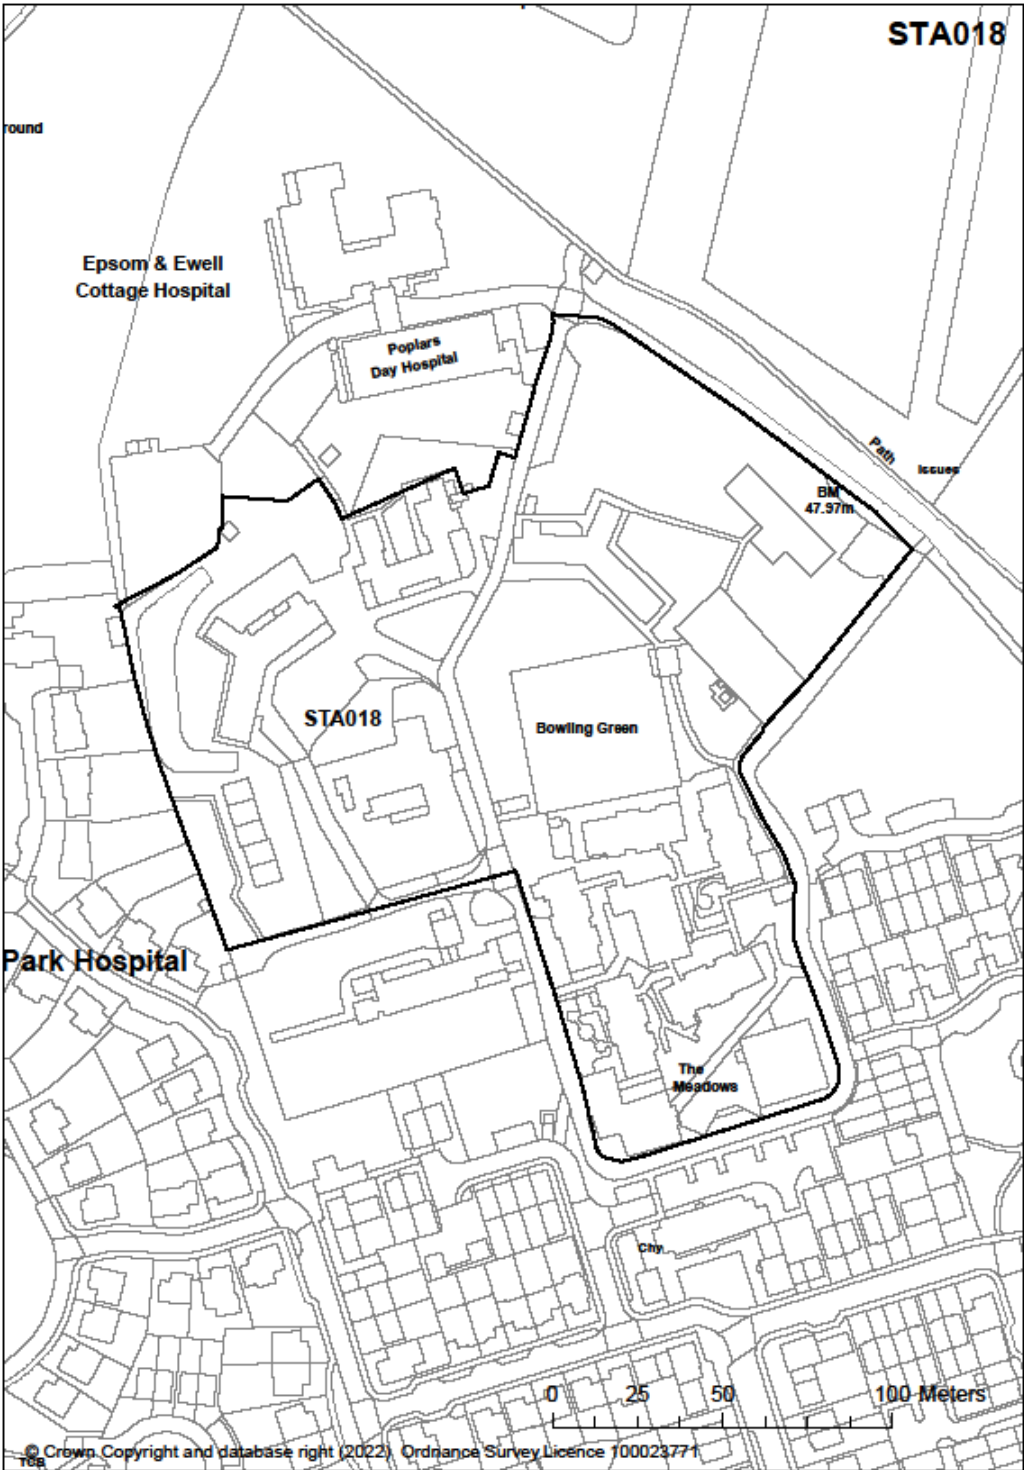 STA018
round
Epsom & Ewell
Cottage Hospital
Poplars
Day Hospital
Path
Issues
BM
47.97m
STA018
Bowling Green
Park Hospital
The
Meadows
Chy
0 25 50 100 Meters
© Crown Copyright and database right (2022) Ordnance Survey Licence 100023771
TCB